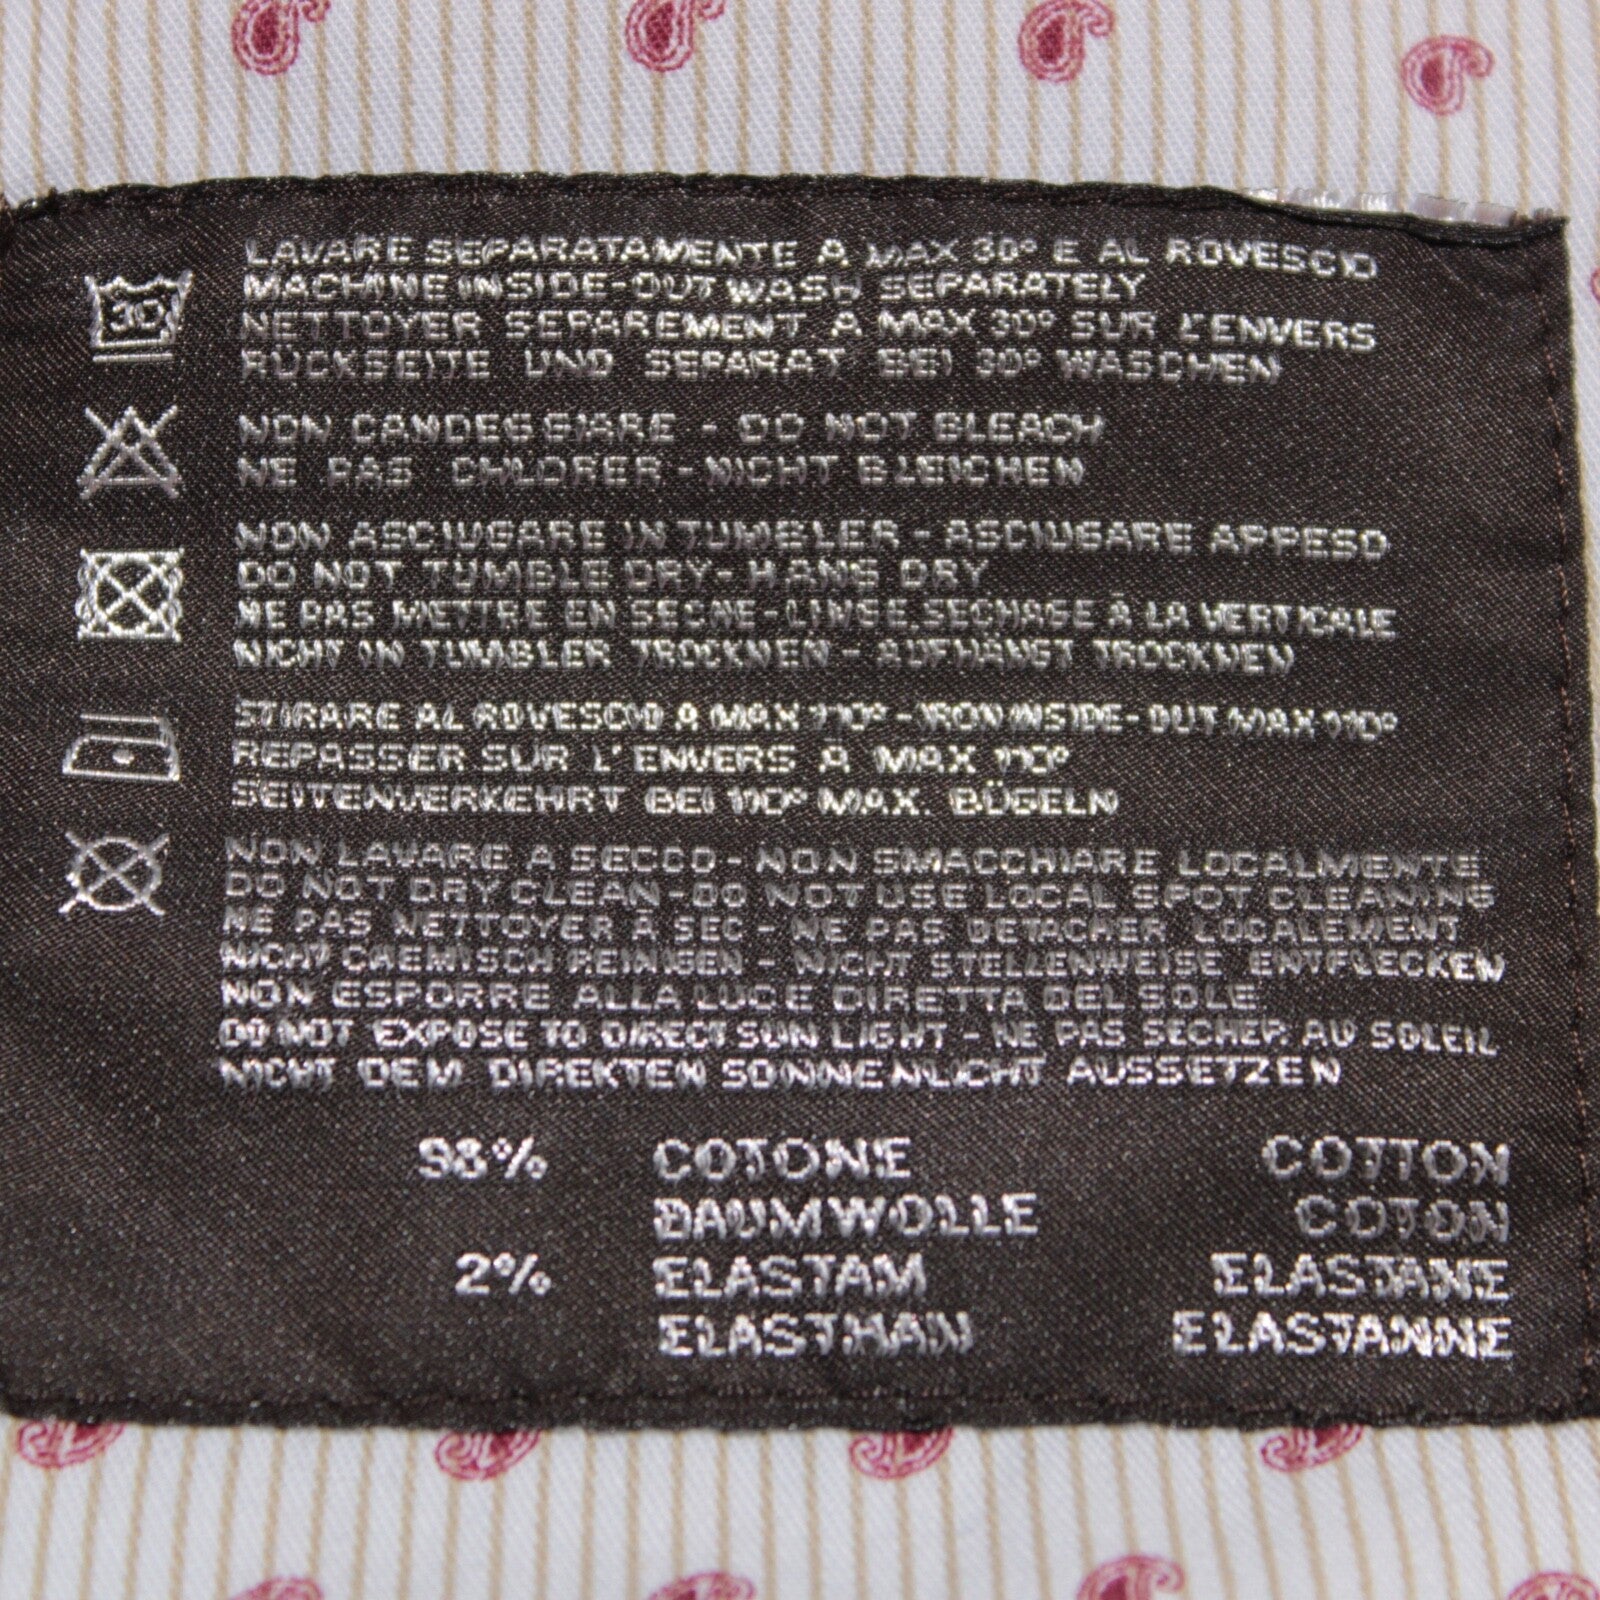 LAVARE SEPARATAMENTE A MAX 30° E AL ROVESCIO
30
MACHINE INSIDE-OUT WASH SEPARATELY
NETTOYER SEPAREMENT A MAX 30° SUR L'ENVERS
RÜCKSEITE UND SEPARAT BEI 30° WASCHEN
NON CANDEGGIARE - DO NOT BLEACH
NE PAS CHLORER - NICHT BLEICHEN
NON ASCIUGARE IN TUMBLER - ASCIUGARE APPESO
DO NOT TUMBLE DRY - HANG DRY
NE PAS METTRE EN SECHE - LINGE SECHAGE À LA VERTICALE
NICHT IN TUMBLER TROCKNEN - AUFHÄNGT TROCKNEN
STIRARE AL ROVESCIO A MAX 110° - IRON INSIDE-OUT MAX 110°
REPASSER SUR L'ENVERS À MAX 110°
SEITENVERKEHRT BEI 110° MAX. BÜGELN
NON LAVARE A SECCO - NON SMACCHIARE LOCALMENTE
DO NOT DRY CLEAN - DO NOT USE LOCAL SPOT CLEANING
NE PAS NETTOYER À SEC - NE PAS DETACHER LOCALEMENT
NICHT CHEMISCH REINIGEN - NICHT STELLENWEISE ENTFLECKEN
NON ESPORRE ALLA LUCE DIRETTA DEL SOLE
DO NOT EXPOSE TO DIRECT SUN LIGHT - NE PAS SECHER AU SOLEIL
NICHT DEM DIREKTEN SONNENLICHT AUSSETZEN
98% COTONE COTTON
BAUMWOLLE COTON
2% ELASTAM ELASTANE
ELASTHAN ELASTANNE